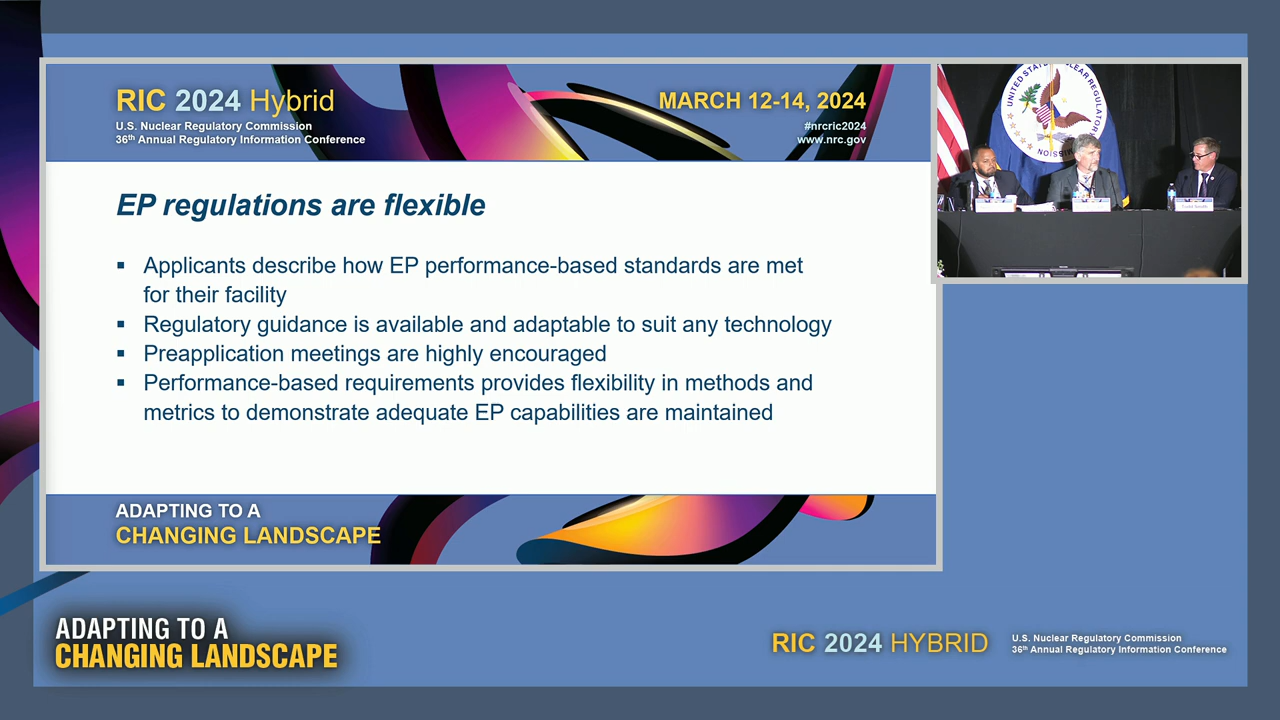 RIC 2024 Hybrid
U.S. Nuclear Regulatory Commission
36th Annual Regulatory Information Conference
MARCH 12-14, 2024
#nrcric2024
www.nrc.gov
EP regulations are flexible
▪ Applicants describe how EP performance-based standards are met
for their facility
▪ Regulatory guidance is available and adaptable to suit any technology
▪ Preapplication meetings are highly encouraged
▪ Performance-based requirements provides flexibility in methods and
metrics to demonstrate adequate EP capabilities are maintained
ADAPTING TO A
CHANGING LANDSCAPE
UNITED STATES NUCLEAR REGULATORY
ADAPTING TO A
CHANGING LANDSCAPE
RIC 2024 HYBRID
U.S. Nuclear Regulatory Commission
36th Annual Regulatory Information Conference